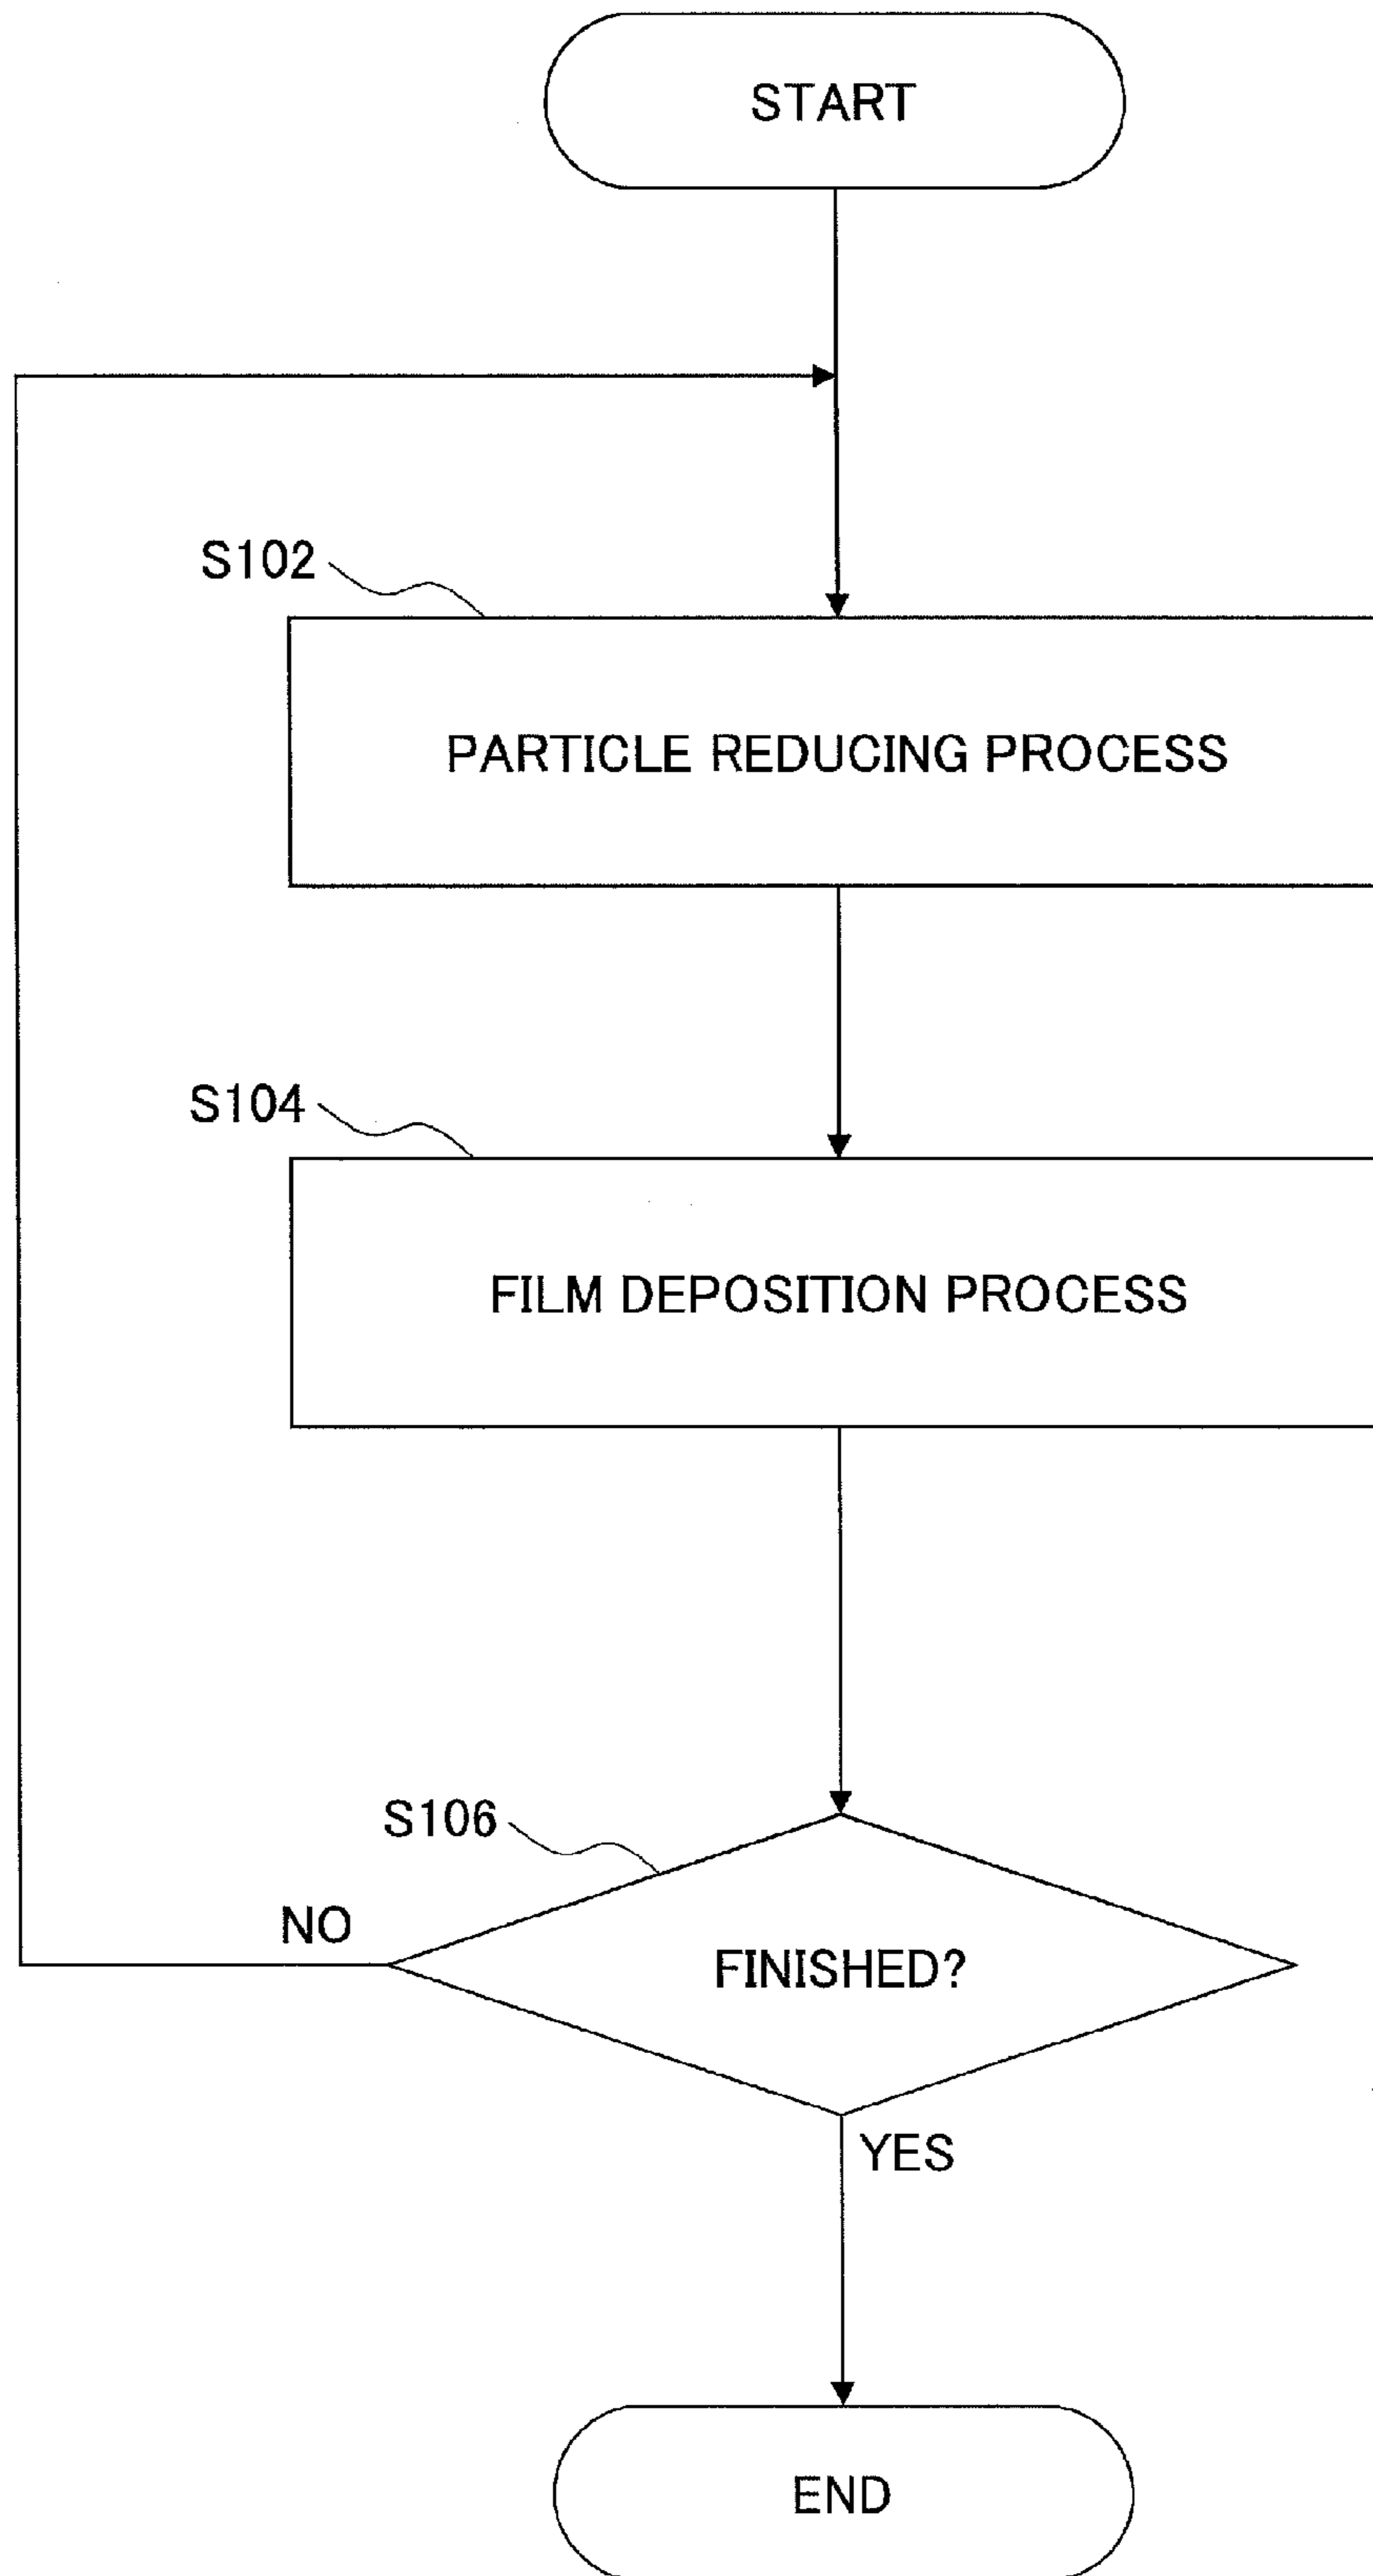 START
S102
PARTICLE REDUCING PROCESS
S104
FILM DEPOSITION PROCESS
S106
NO
FINISHED?
YES
END